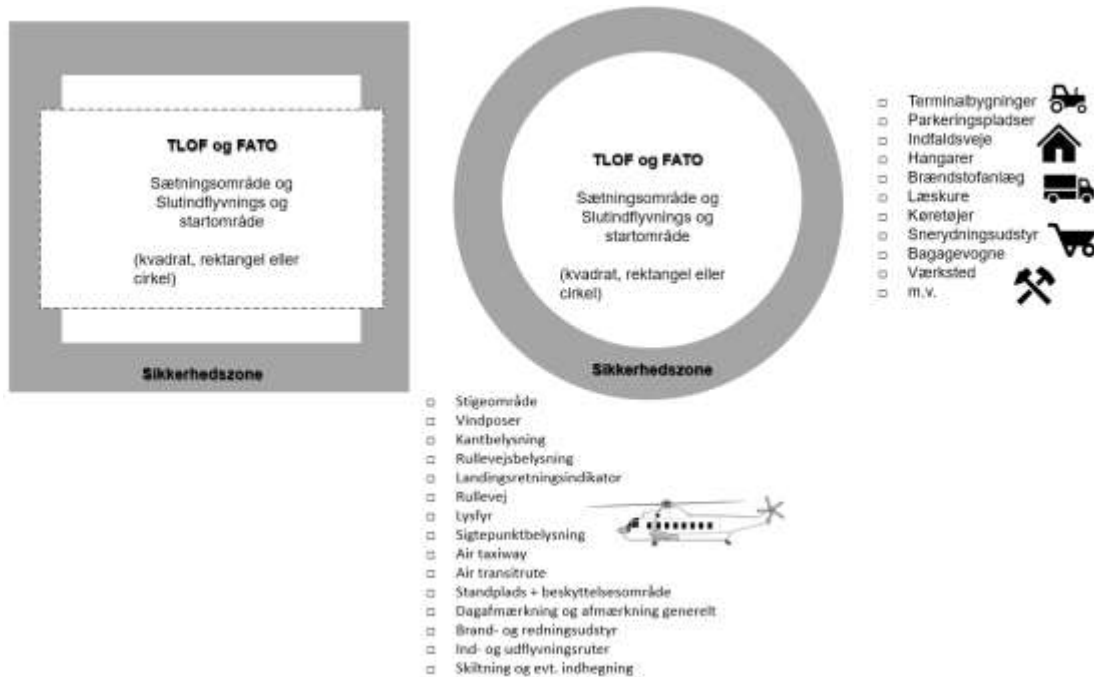 TLOF og FATO
Sætningsområde og
Slutindflyvnings og
startområde
(kvadrat, rektangel eller
cirkel)
Sikkerhedszone
TLOF og FATO
Sætningsområde og
Slutindflyvnings og
startområde
(kvadrat, rektangel eller
cirkel)
Sikkerhedszone
Terminalbygninger
Parkeringspladser
Indfaldsveje
Hangarer
Brændstofanlæg
Læskure
Køretøjer
Snerydningsudstyr
Bagagevogne
Værksted
m.v.
Stigeområde
Vindposer
Kantbelysning
Rullevejsbelysning
Landingsretningsindikator
Rullevej
Lysfyr
Sigtepunktbelysning
Air taxiway
Air transitrute
Standplads + beskyttelsesområde
Dagafmærkning og afmærkning generelt
Brand- og redningsudstyr
Ind- og udflyvningsruter
Skiltning og evt. indhegning